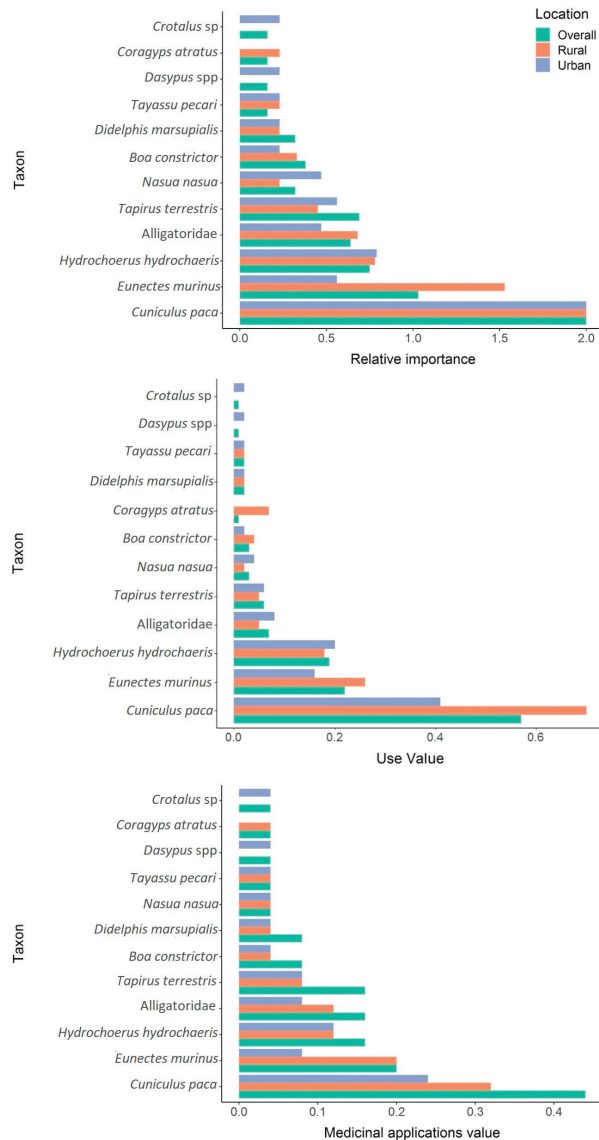 Location
Overall
Rural
Urban
Taxon
Crotalus sp
Coragyps atratus
Dasypus spp
Tayassu pecari
Didelphis marsupialis
Boa constrictor
Nasua nasua
Tapirus terrestris
Alligatoridae
Hydrochoerus hydrochaeris
Eunectes murinus
Cuniculus paca
0.0 0.5 1.0 1.5 2.0
Relative importance
Taxon
Crotalus sp
Dasypus spp
Tayassu pecari
Didelphis marsupialis
Coragyps atratus
Boa constrictor
Nasua nasua
Tapirus terrestris
Alligatoridae
Hydrochoerus hydrochaeris
Eunectes murinus
Cuniculus paca
0.0 0.2 0.4 0.6
Use Value
Taxon
Crotalus sp
Coragyps atratus
Dasypus spp
Tayassu pecari
Nasua nasua
Didelphis marsupialis
Boa constrictor
Tapirus terrestris
Alligatoridae
Hydrochoerus hydrochaeris
Eunectes murinus
Cuniculus paca
0.0 0.1 0.2 0.3 0.4
Medicinal applications value